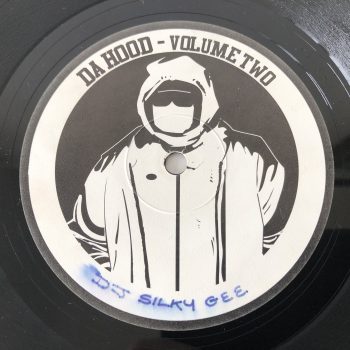 DA HOOD - VOLUME TWO
DJ SILKY GEE